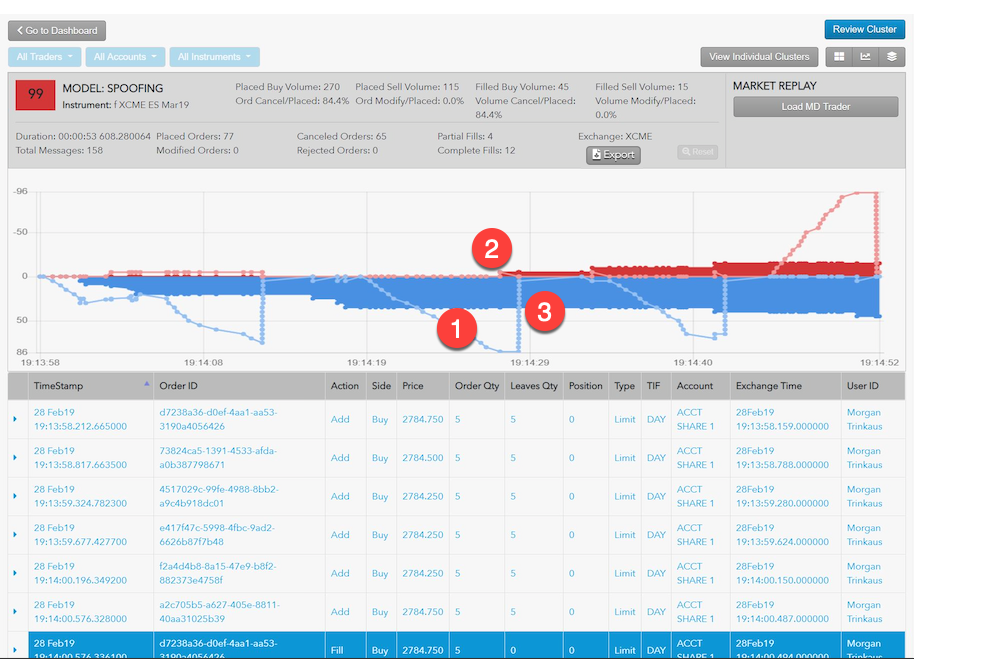 Go to Dashboard
Review Cluster
All Traders All Accounts All Instruments
View Individual Clusters
99
MODEL: SPOOFING
Instrument: f XCME ES Mar19
Placed Buy Volume: 270 Placed Sell Volume: 115 Filled Buy Volume: 45 Filled Sell Volume: 15
Ord Cancel/Placed: 84.4% Ord Modify/Placed: 0.0% Volume Cancel/Placed: Volume Modify/Placed:
84.4% 0.0%
MARKET REPLAY
Load MD Trader
Duration: 00:00:53 608.280064 Placed Orders: 77 Canceled Orders: 65 Partial Fills: 4 Exchange: XCME
Total Messages: 158 Modified Orders: 0 Rejected Orders: 0 Complete Fills: 12
Export Reset
-96
-50
0
50
86
2
3
1
19:13:58 19:14:08 19:14:19 19:14:29 19:14:40 19:14:52
TimeStamp Order ID Action Side Price Order Qty Leaves Qty Position Type TIF Account Exchange Time User ID
28 Feb19 d7238a36-d0ef-4aa1-aa53- ACCT 28Feb19 Morgan
Add Buy 2784.750 5 5 0 Limit DAY
19:13:58.212.665000 3190a4056426 SHARE 1 19:13:58.159.000000 Trinkaus
28 Feb19 73824ca5-1391-4533-afda- ACCT 28Feb19 Morgan
Add Buy 2784.500 5 5 0 Limit DAY
19:13:58.817.663500 a0b387798671 SHARE 1 19:13:58.788.000000 Trinkaus
28 Feb19 4517029c-99fe-4988-8bb2- ACCT 28Feb19 Morgan
Add Buy 2784.250 5 5 0 Limit DAY
19:13:59.324.782300 a9c4b918dc01 SHARE 1 19:13:59.280.000000 Trinkaus
28 Feb19 e417f47c-5998-4fbc-9ad2- ACCT 28Feb19 Morgan
Add Buy 2784.250 5 5 0 Limit DAY
19:13:59.677.427700 6626b87f7b48 SHARE 1 19:13:59.624.000000 Trinkaus
28 Feb19 f2a4d4b8-8a15-47e9-b8f2- ACCT 28Feb19 Morgan
Add Buy 2784.250 5 5 0 Limit DAY
19:14:00.196.349200 882373e4758f SHARE 1 19:14:00.150.000000 Trinkaus
28 Feb19 a2c705b5-a627-405e-8811- ACCT 28Feb19 Morgan
Add Buy 2784.750 5 5 0 Limit DAY
19:14:00.576.328000 40aa31025b39 SHARE 1 19:14:00.487.000000 Trinkaus
28 Feb19 d7238a36-d0ef-4aa1-aa53- ACCT 28Feb19 Morgan
Fill Buy 2784.750 5 0 0 Limit DAY
19:14:00.576.336100 3190a4056426 SHARE 1 19:14:00.494.000000 Trinkaus